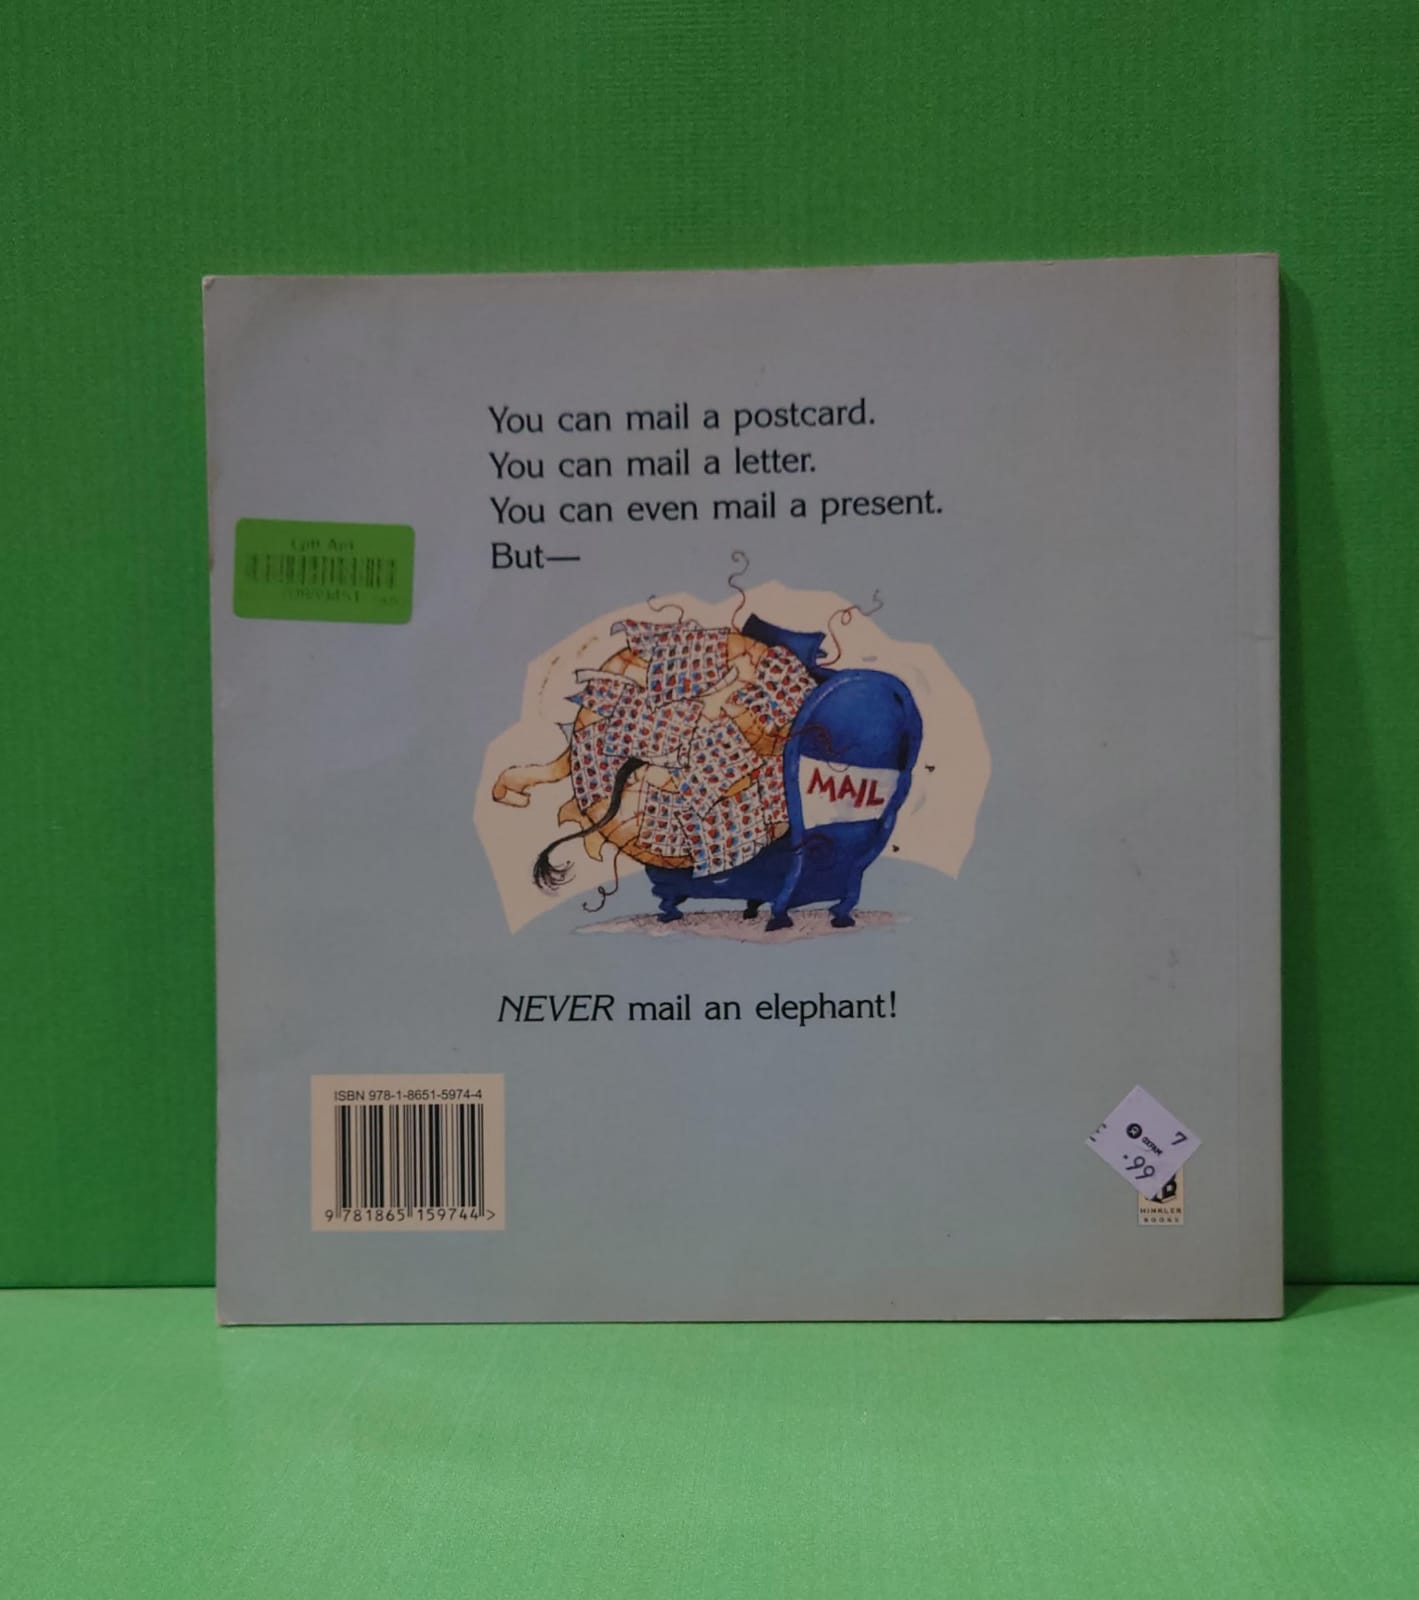 You can mail a postcard.
You can mail a letter.
You can even mail a present.
But—
MAIL
NEVER mail an elephant!
ISBN 978-1-8651-5974-4
9 781865 159744 >
OXFAM 7
.99
HINKLER
BOOKS